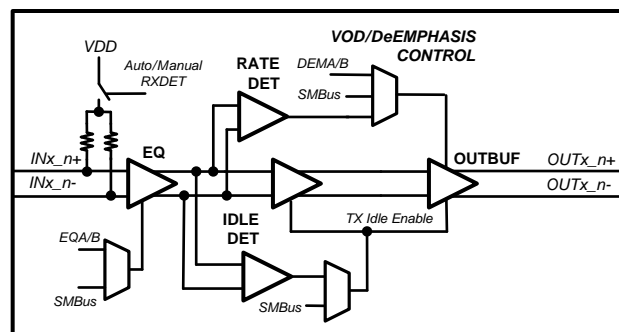 VDD
Auto/Manual
RXDET
RATE
DET
VOD/DeEMPHASIS
CONTROL
DEMA/B
SMBus
INx_n+
INx_n-
EQ
OUTBUF
OUTx_n+
OUTx_n-
IDLE
DET
TX Idle Enable
EQA/B
SMBus
SMBus